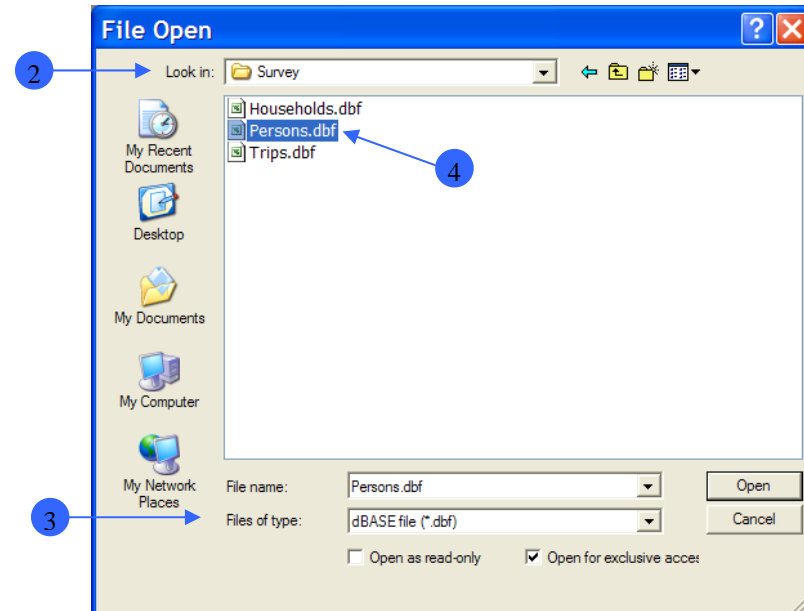 File Open
2
Look in:
Survey
Households.dbf
Persons.dbf
Trips.dbf
4
My Recent
Documents
Desktop
My Documents
My Computer
My Network
Places
File name:
Persons.dbf
Open
3
Files of type:
dBASE file (*.dbf)
Cancel
Open as read-only
Open for exclusive acces